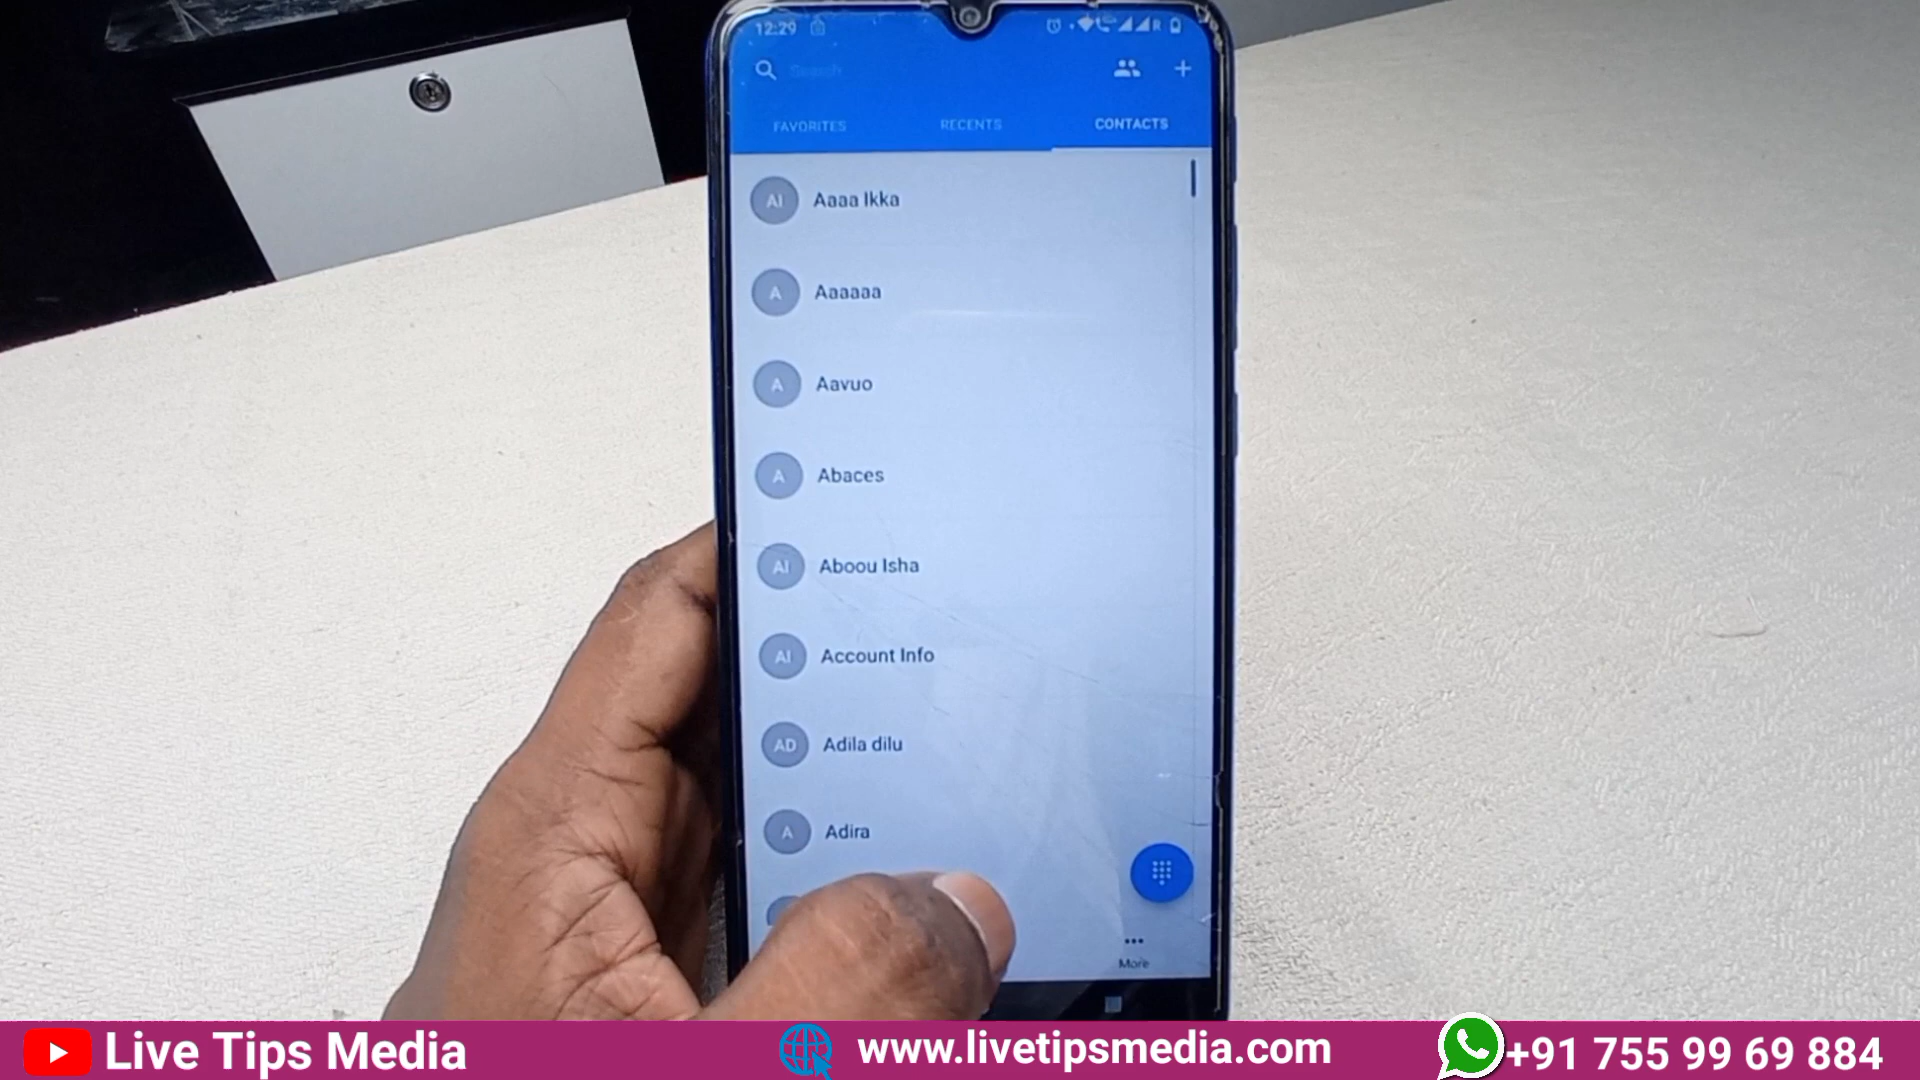 12:29
R
Search
FAVORITES RECENTS CONTACTS
AI Aaaa Ikka
A Aaaaaa
A Aavuo
A Abaces
AI Aboou Isha
AI Account Info
AD Adila dilu
A Adira
More
Live Tips Media
www.livetipsmedia.com
+91 755 99 69 884